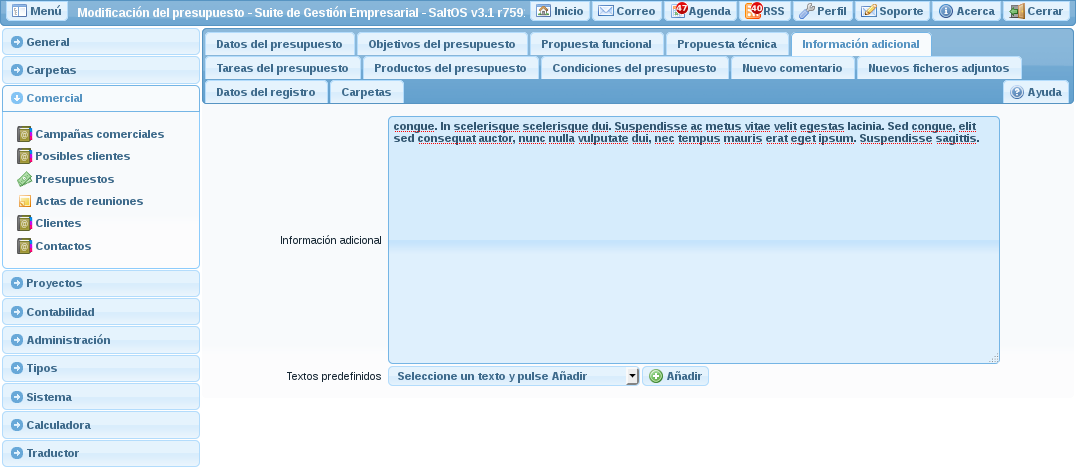 Menú
Modificación del presupuesto - Suite de Gestión Empresarial - SaltOS v3.1 r759.
Inicio
Correo
47
Agenda
40
RSS
Perfil
Soporte
Acerca
Cerrar
General
Carpetas
Comercial
Campañas comerciales
Posibles clientes
Presupuestos
Actas de reuniones
Clientes
Contactos
Proyectos
Contabilidad
Administración
Tipos
Sistema
Calculadora
Traductor
Datos del presupuesto
Objetivos del presupuesto
Propuesta funcional
Propuesta técnica
Información adicional
Tareas del presupuesto
Productos del presupuesto
Condiciones del presupuesto
Nuevo comentario
Nuevos ficheros adjuntos
Datos del registro
Carpetas
Ayuda
Información adicional
congue. In scelerisque scelerisque dui. Suspendisse ac metus vitae velit egestas lacinia. Sed congue, elit
sed consequat auctor, nunc nulla vulputate dui, nec tempus mauris erat eget ipsum. Suspendisse sagittis.
Textos predefinidos
Seleccione un texto y pulse Añadir
Añadir